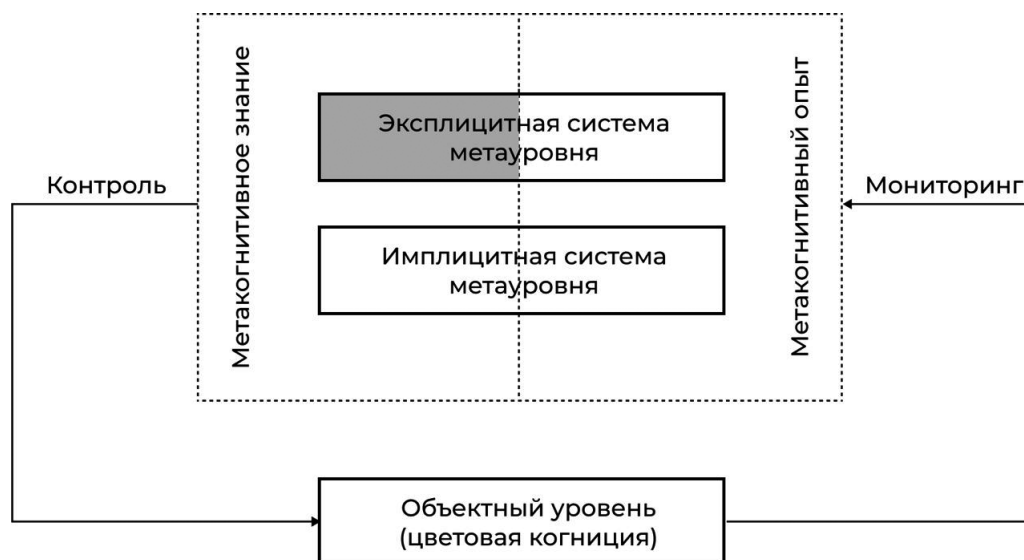 Метакогнитивное знание
Эксплицитная система
метауровня
Метакогнитивный опыт
Контроль
Мониторинг
Имплицитная система
метауровня
Объектный уровень
(цветовая когниция)